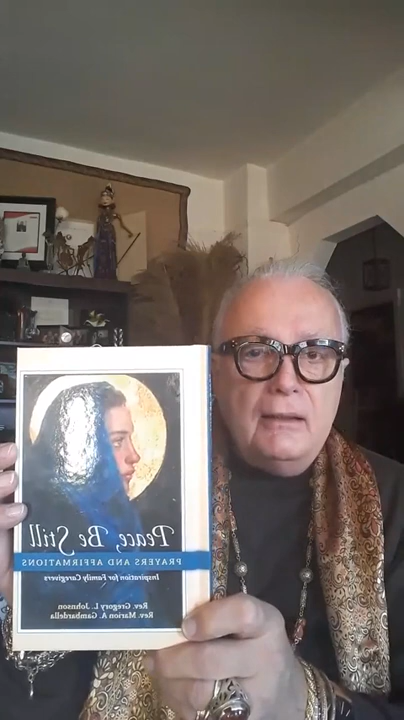 Peace, Be Still
PRAYERS AND AFFIRMATIONS
Inspiration for Family Caregivers
Rev. Gregory L. Johnson
Rev. Marion A. Gambardella